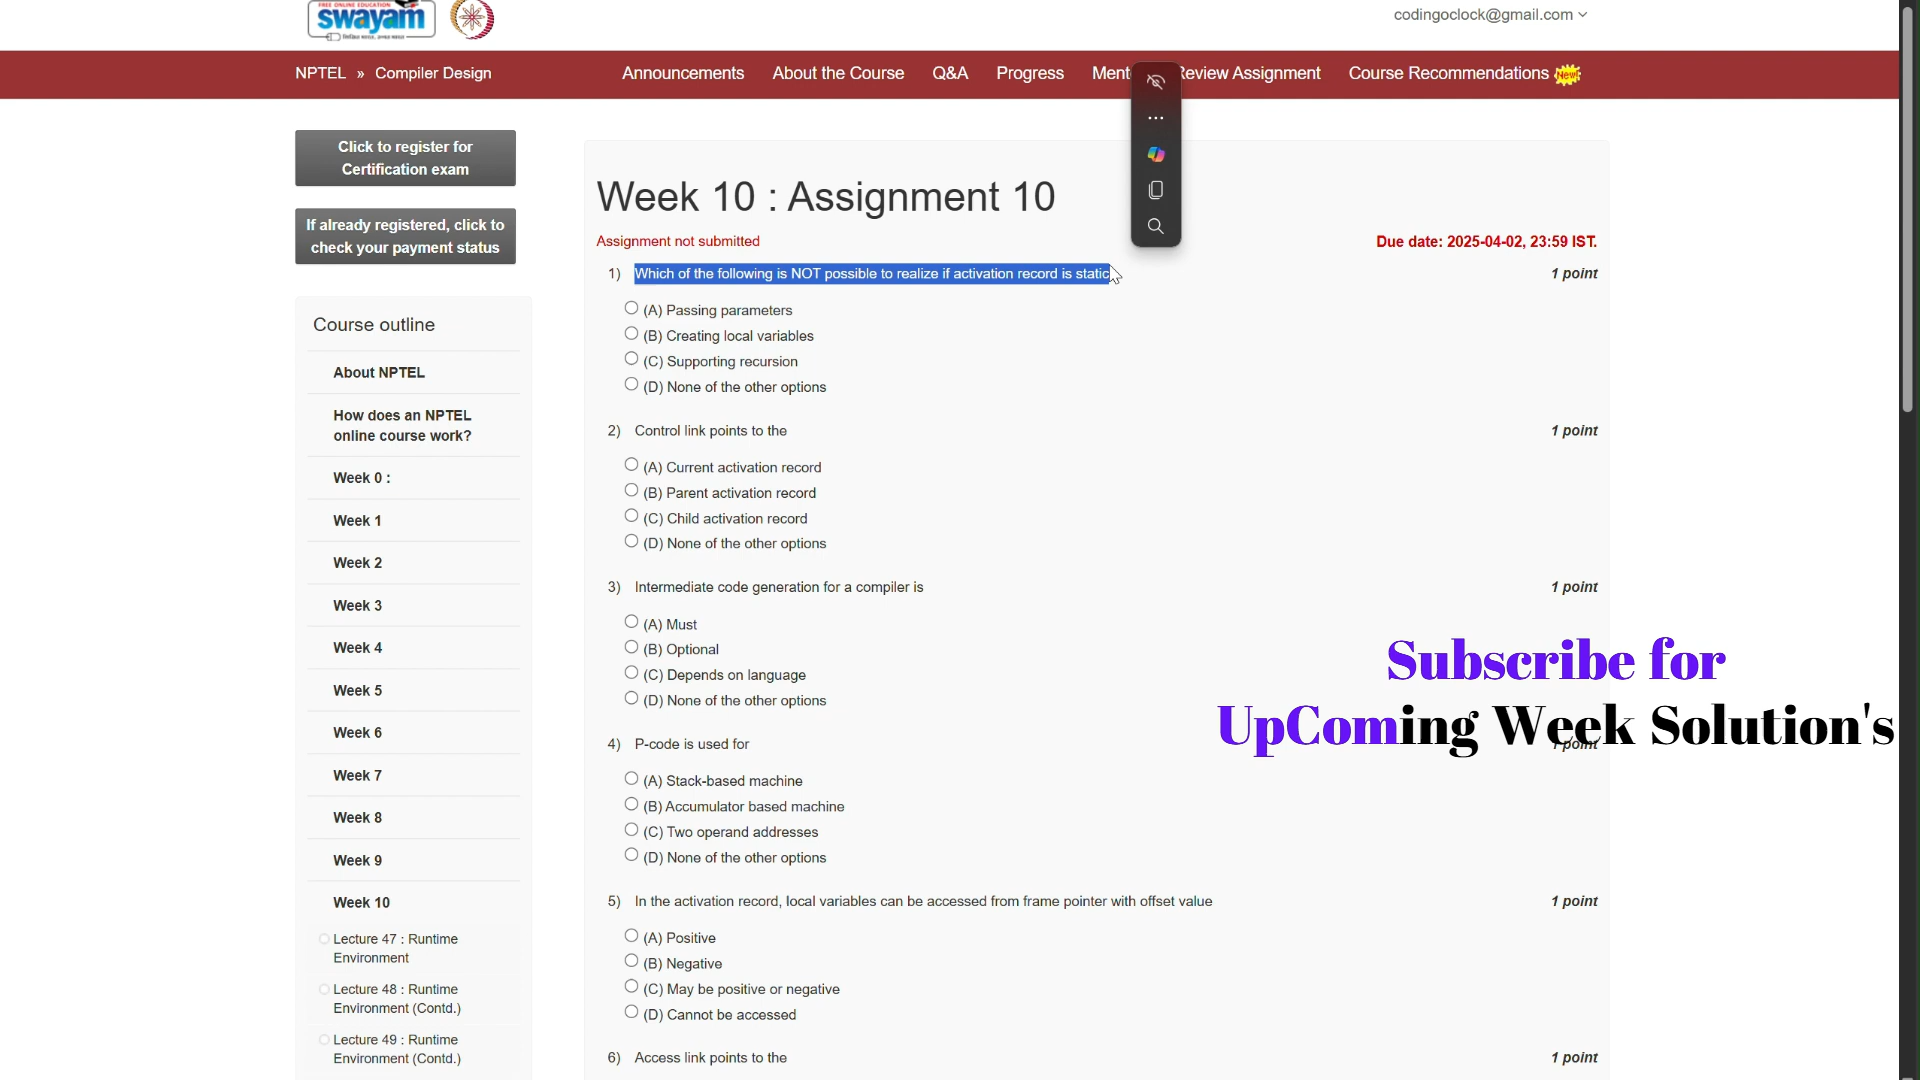 FREE ONLINE EDUCATION
swayam
codingoclock@gmail.com
NPTEL » Compiler Design
Announcements About the Course Q&A Progress Ment Review Assignment Course Recommendations New!
Click to register for
Certification exam
If already registered, click to
check your payment status
Course outline
About NPTEL
How does an NPTEL
online course work?
Week 0 :
Week 1
Week 2
Week 3
Week 4
Week 5
Week 6
Week 7
Week 8
Week 9
Week 10
Lecture 47 : Runtime
Environment
Lecture 48 : Runtime
Environment (Contd.)
Lecture 49 : Runtime
Environment (Contd.)
Week 10 : Assignment 10
Assignment not submitted Due date: 2025-04-02, 23:59 IST.
1) Which of the following is NOT possible to realize if activation record is static 1 point
(A) Passing parameters
(B) Creating local variables
(C) Supporting recursion
(D) None of the other options
2) Control link points to the 1 point
(A) Current activation record
(B) Parent activation record
(C) Child activation record
(D) None of the other options
3) Intermediate code generation for a compiler is 1 point
(A) Must
(B) Optional
(C) Depends on language
(D) None of the other options
4) P-code is used for 1 point
(A) Stack-based machine
(B) Accumulator based machine
(C) Two operand addresses
(D) None of the other options
5) In the activation record, local variables can be accessed from frame pointer with offset value 1 point
(A) Positive
(B) Negative
(C) May be positive or negative
(D) Cannot be accessed
6) Access link points to the 1 point
Subscribe for
UpComing Week Solution's